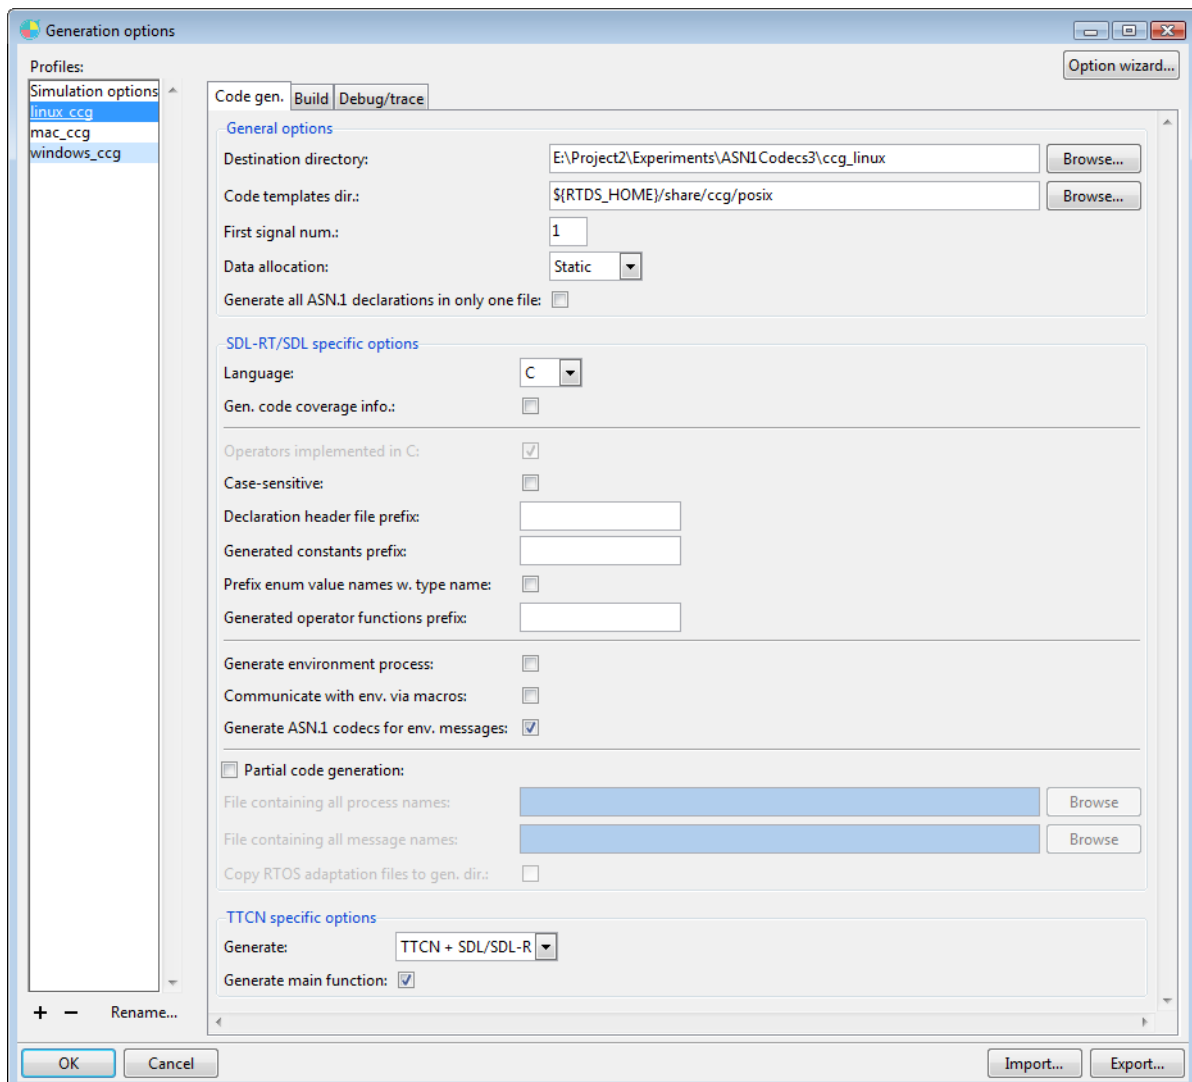 Generation options
Profiles:
Option wizard...
Simulation options
linux_ccg
mac_ccg
windows_ccg
Code gen. Build Debug/trace
General options
Destination directory: E:\Project2\Experiments\ASN1Codecs3\ccg_linux Browse...
Code templates dir.: ${RTDS_HOME}/share/ccg/posix Browse...
First signal num.: 1
Data allocation: Static
Generate all ASN.1 declarations in only one file:
SDL-RT/SDL specific options
Language: C
Gen. code coverage info.:
Operators implemented in C:
Case-sensitive:
Declaration header file prefix:
Generated constants prefix:
Prefix enum value names w. type name:
Generated operator functions prefix:
Generate environment process:
Communicate with env. via macros:
Generate ASN.1 codecs for env. messages:
Partial code generation:
File containing all process names: Browse
File containing all message names: Browse
Copy RTOS adaptation files to gen. dir.:
TTCN specific options
Generate: TTCN + SDL/SDL-R
Generate main function:
+ − Rename...
OK Cancel Import... Export...